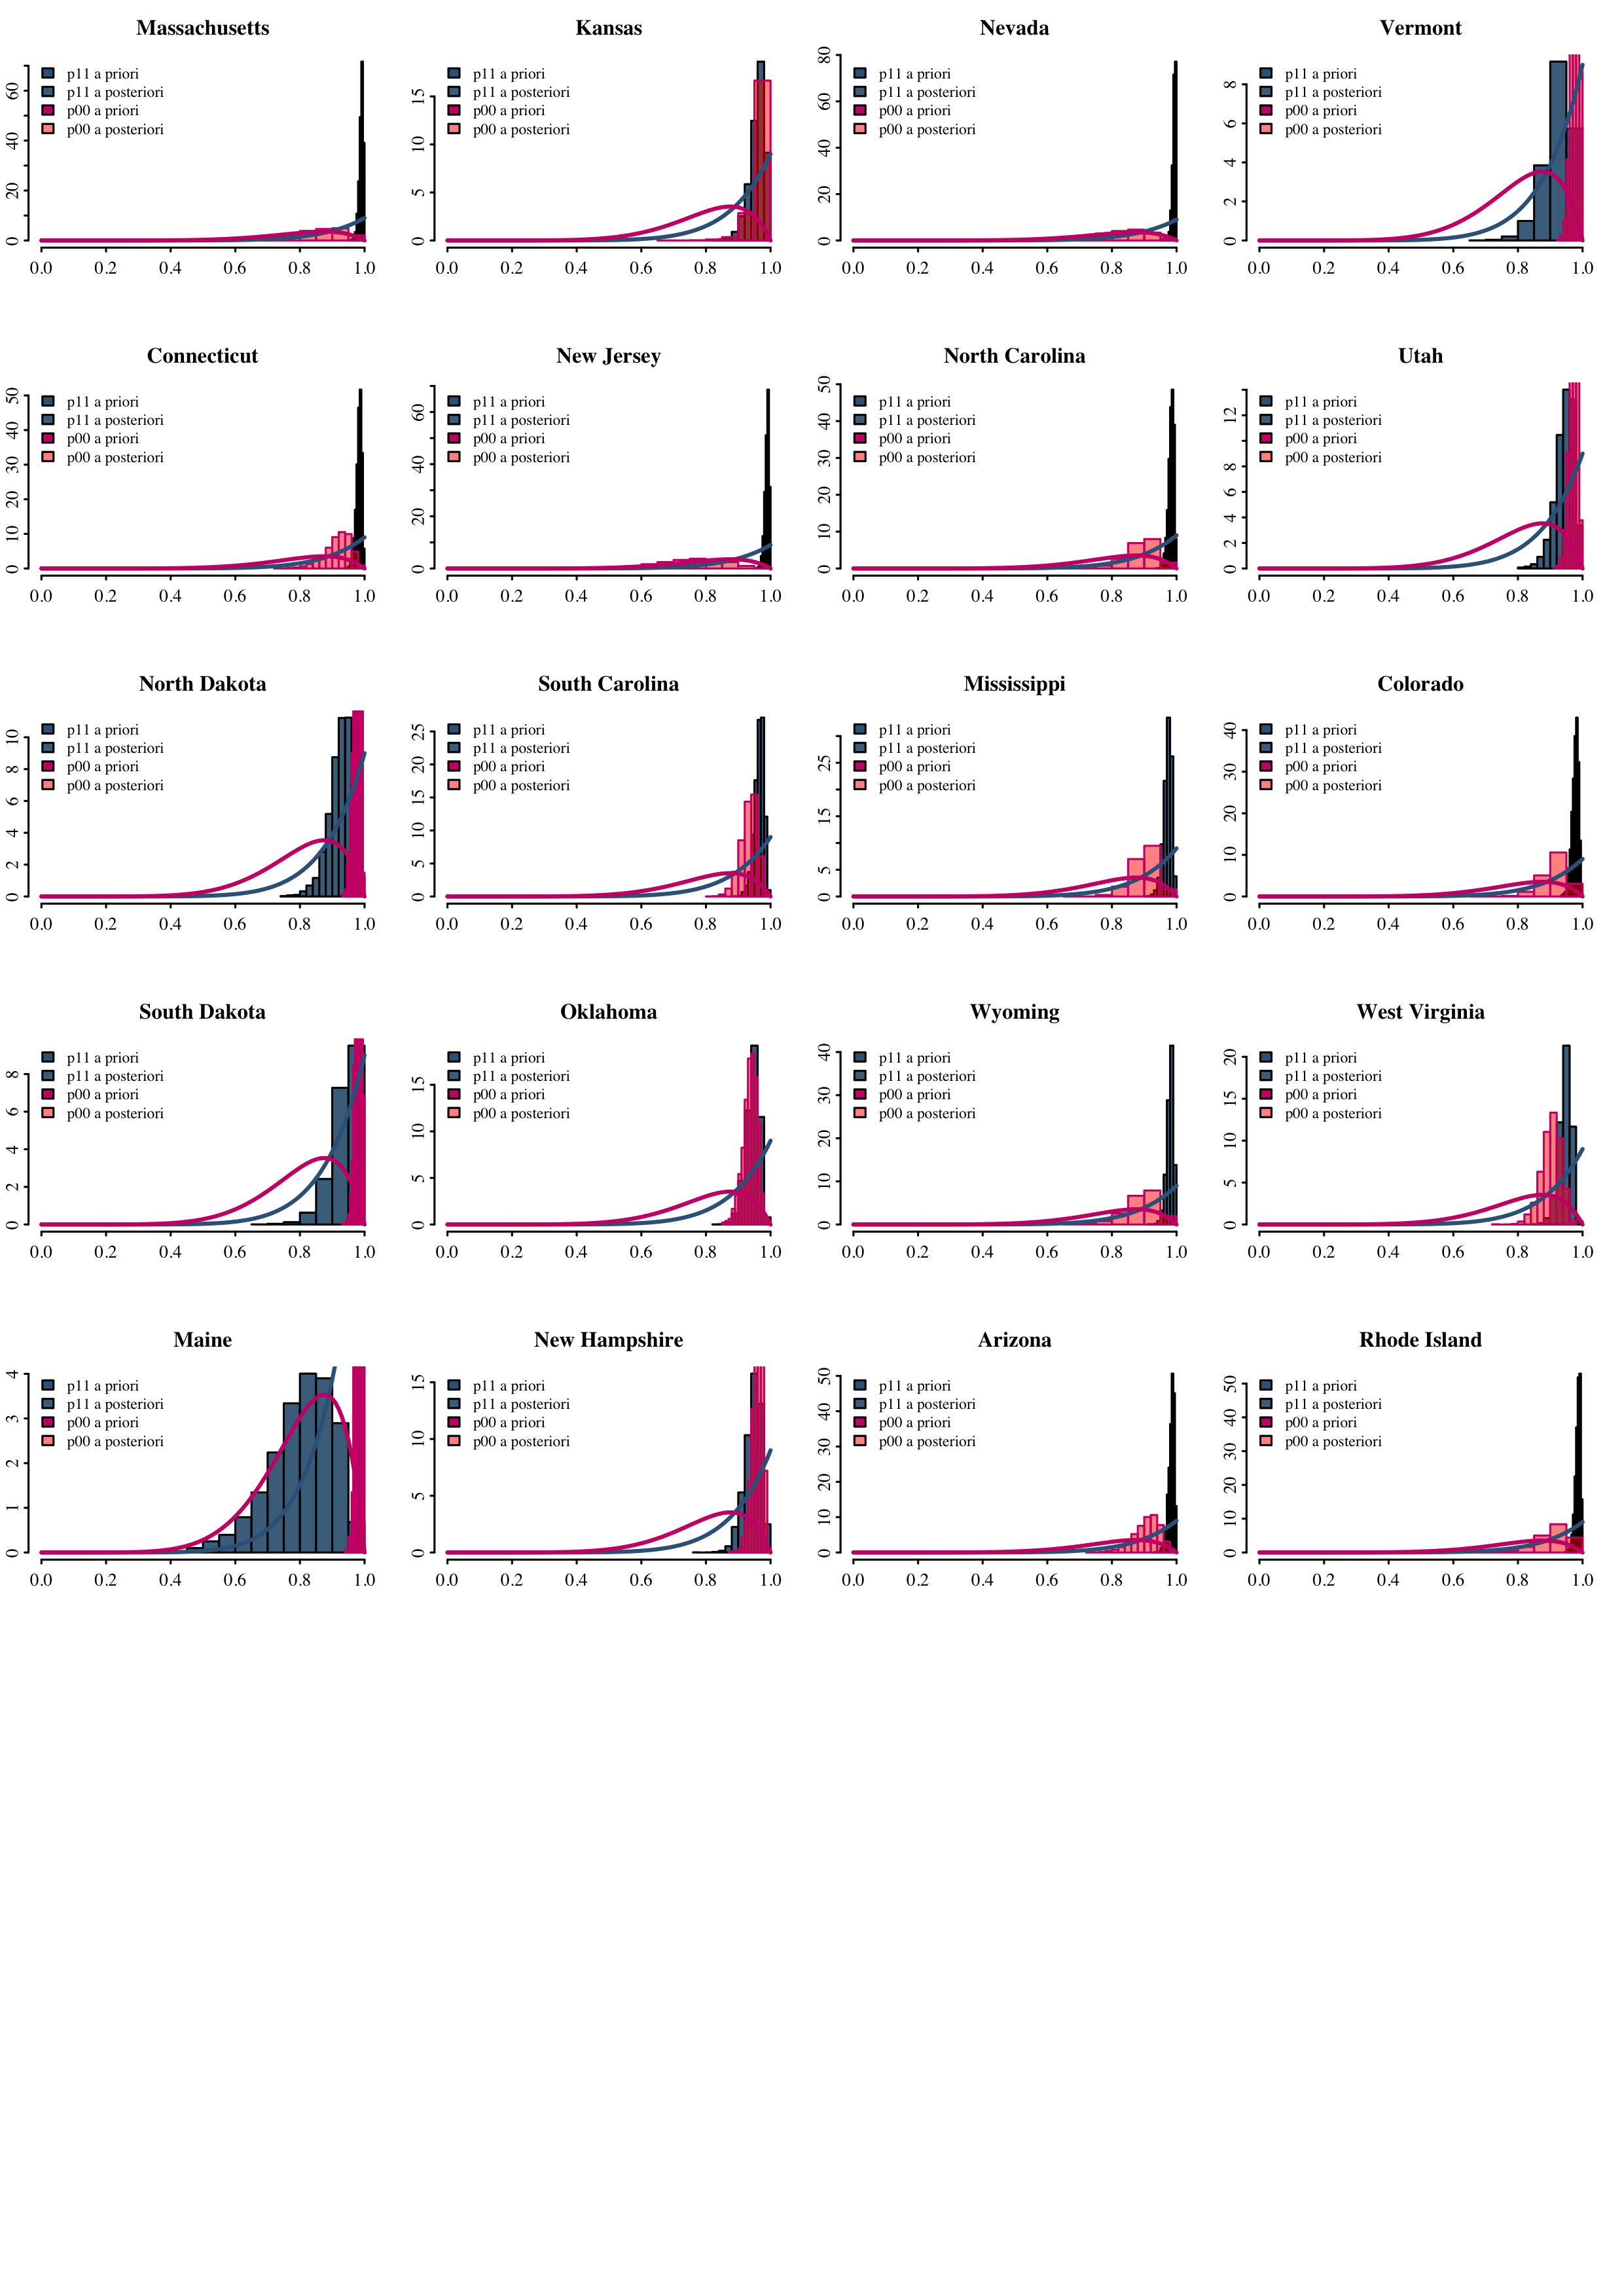 Massachusetts
p11 a priori
p11 a posteriori
p00 a priori
p00 a posteriori
0 20 40 60
0.0 0.2 0.4 0.6 0.8 1.0
Kansas
p11 a priori
p11 a posteriori
p00 a priori
p00 a posteriori
0 5 10 15
0.0 0.2 0.4 0.6 0.8 1.0
Nevada
p11 a priori
p11 a posteriori
p00 a priori
p00 a posteriori
0 20 40 60 80
0.0 0.2 0.4 0.6 0.8 1.0
Vermont
p11 a priori
p11 a posteriori
p00 a priori
p00 a posteriori
0 2 4 6 8
0.0 0.2 0.4 0.6 0.8 1.0
Connecticut
p11 a priori
p11 a posteriori
p00 a priori
p00 a posteriori
0 10 20 30 40 50
0.0 0.2 0.4 0.6 0.8 1.0
New Jersey
p11 a priori
p11 a posteriori
p00 a priori
p00 a posteriori
0 20 40 60
0.0 0.2 0.4 0.6 0.8 1.0
North Carolina
p11 a priori
p11 a posteriori
p00 a priori
p00 a posteriori
0 10 20 30 40 50
0.0 0.2 0.4 0.6 0.8 1.0
Utah
p11 a priori
p11 a posteriori
p00 a priori
p00 a posteriori
0 2 4 6 8 12
0.0 0.2 0.4 0.6 0.8 1.0
North Dakota
p11 a priori
p11 a posteriori
p00 a priori
p00 a posteriori
0 2 4 6 8 10
0.0 0.2 0.4 0.6 0.8 1.0
South Carolina
p11 a priori
p11 a posteriori
p00 a priori
p00 a posteriori
0 5 10 15 20 25
0.0 0.2 0.4 0.6 0.8 1.0
Mississippi
p11 a priori
p11 a posteriori
p00 a priori
p00 a posteriori
0 5 15 25
0.0 0.2 0.4 0.6 0.8 1.0
Colorado
p11 a priori
p11 a posteriori
p00 a priori
p00 a posteriori
0 10 20 30 40
0.0 0.2 0.4 0.6 0.8 1.0
South Dakota
p11 a priori
p11 a posteriori
p00 a priori
p00 a posteriori
0 2 4 6 8
0.0 0.2 0.4 0.6 0.8 1.0
Oklahoma
p11 a priori
p11 a posteriori
p00 a priori
p00 a posteriori
0 5 10 15
0.0 0.2 0.4 0.6 0.8 1.0
Wyoming
p11 a priori
p11 a posteriori
p00 a priori
p00 a posteriori
0 10 20 30 40
0.0 0.2 0.4 0.6 0.8 1.0
West Virginia
p11 a priori
p11 a posteriori
p00 a priori
p00 a posteriori
0 5 10 15 20
0.0 0.2 0.4 0.6 0.8 1.0
Maine
p11 a priori
p11 a posteriori
p00 a priori
p00 a posteriori
0 1 2 3 4
0.0 0.2 0.4 0.6 0.8 1.0
New Hampshire
p11 a priori
p11 a posteriori
p00 a priori
p00 a posteriori
0 5 10 15
0.0 0.2 0.4 0.6 0.8 1.0
Arizona
p11 a priori
p11 a posteriori
p00 a priori
p00 a posteriori
0 10 20 30 40 50
0.0 0.2 0.4 0.6 0.8 1.0
Rhode Island
p11 a priori
p11 a posteriori
p00 a priori
p00 a posteriori
0 10 20 30 40 50
0.0 0.2 0.4 0.6 0.8 1.0